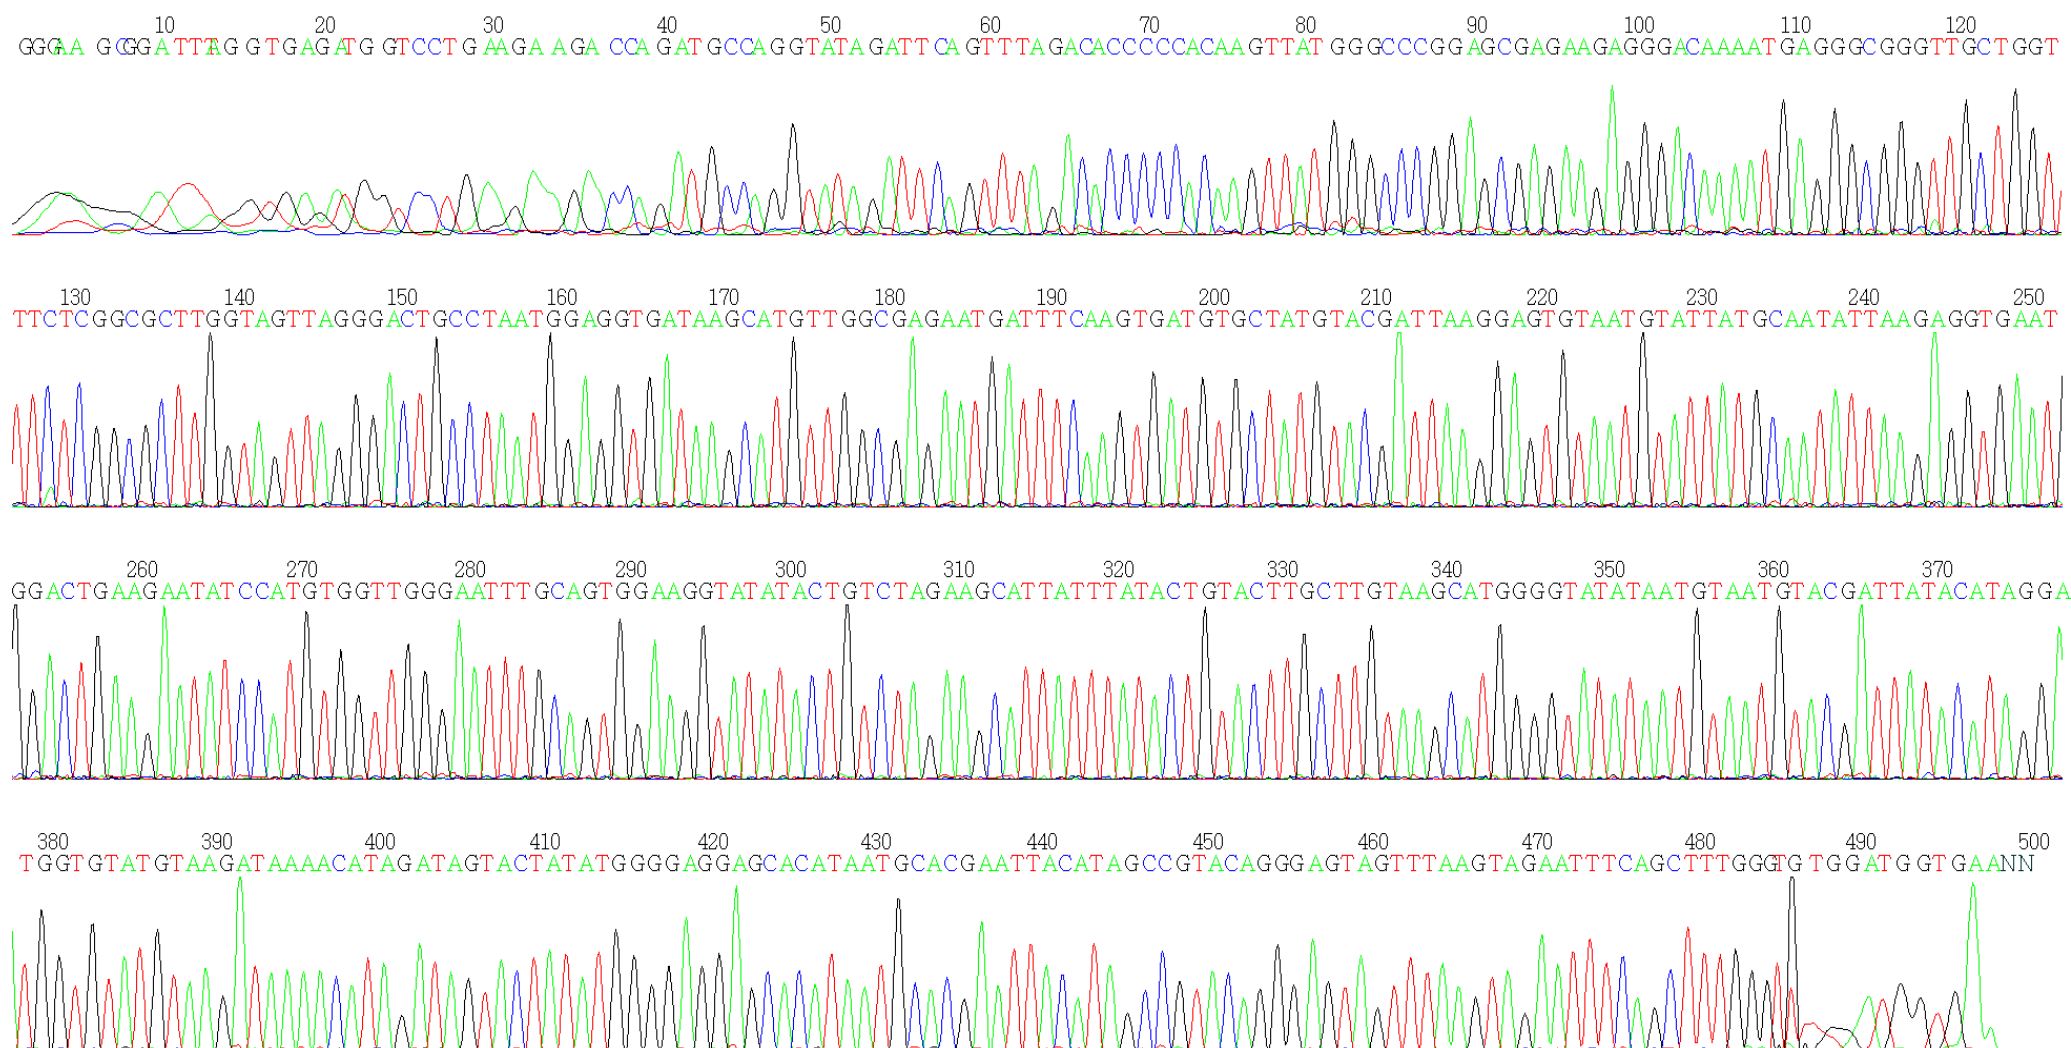 10 20 30 40 50 60 70 80 90 100 110 120
GGGAA GCGGATTAGGTGAGATGGTCCTGAAGAAGACCAGATGCCAGGTATAGATTCAGTTTAGACACCCCCACAAGTTATGGGCCCGGAGCGAGAAGAGGGACAAAATGAGGGCGGGTTGCTGGT
130 140 150 160 170 180 190 200 210 220 230 240 250
TTCTCGGCGCTTGGTAGTTAGGGACTGCCTAATGGAGGTGATAAGCATGTTGGCGAGAATGATTTCAAGTGATGTGCTATGTACGATTAAGGAGTGTAATGTATTATGCAATATTAAGAGGTGAAT
260 270 280 290 300 310 320 330 340 350 360 370
GGACTGAAGAATATCCATGTGGTTGGGAATTTGCAGTGGAAGGTATATACTGTCTAGAAGCATTATTTATACTGTACTTGCTTGTAAGCATGGGGTATATAATGTAATGTACGATTATACATAGGA
380 390 400 410 420 430 440 450 460 470 480 490 500
TGGTGTATGTAAGATAAAACATAGATAGTACTATATGGGGAGGAGCACATAATGCACGAATTACATAGCCGTACAGGGAGTAGTTTAAGTAGAATTTCAGCTTTGGGTGTGGATGGTGAANN